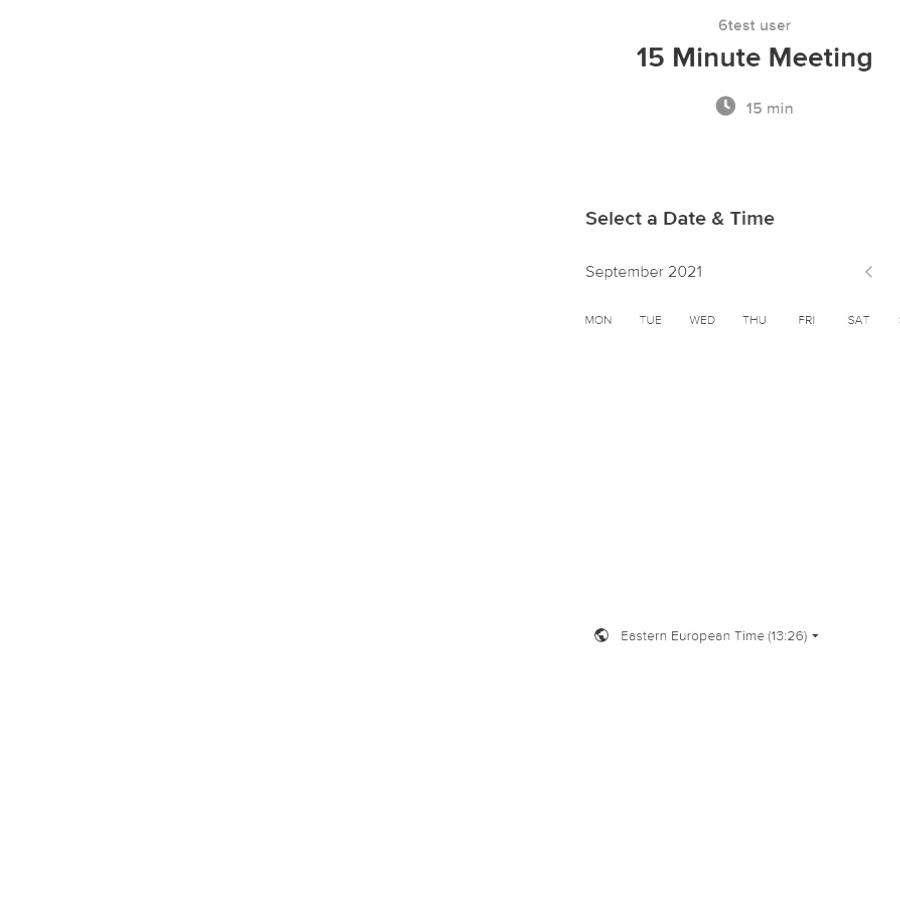 6test user
15 Minute Meeting
15 min
Select a Date & Time
September 2021
MON TUE WED THU FRI SAT
Eastern European Time (13:26)